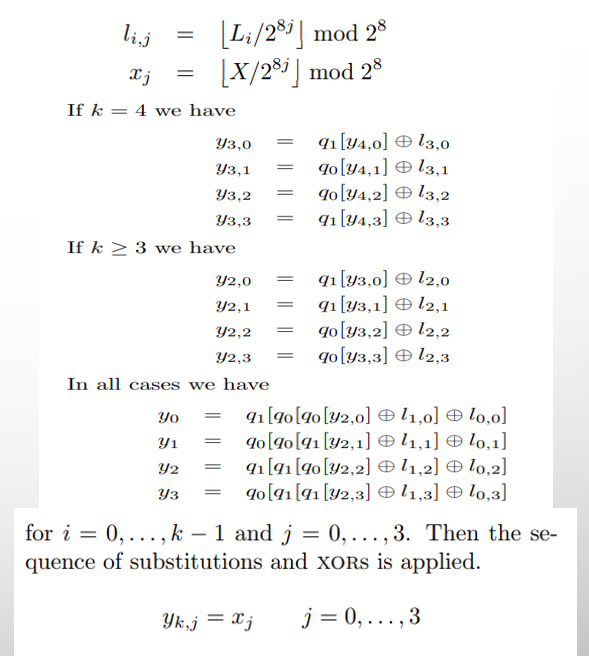 l_{i,j} = ⌊L_i/2^{8j}⌋ mod 2^8
x_j = ⌊X/2^{8j}⌋ mod 2^8
If k = 4 we have
y_{3,0} = q_1[y_{4,0}] ⊕ l_{3,0}
y_{3,1} = q_0[y_{4,1}] ⊕ l_{3,1}
y_{3,2} = q_0[y_{4,2}] ⊕ l_{3,2}
y_{3,3} = q_1[y_{4,3}] ⊕ l_{3,3}
If k ≥ 3 we have
y_{2,0} = q_1[y_{3,0}] ⊕ l_{2,0}
y_{2,1} = q_1[y_{3,1}] ⊕ l_{2,1}
y_{2,2} = q_0[y_{3,2}] ⊕ l_{2,2}
y_{2,3} = q_0[y_{3,3}] ⊕ l_{2,3}
In all cases we have
y_0 = q_1[q_0[q_0[y_{2,0}] ⊕ l_{1,0}] ⊕ l_{0,0}]
y_1 = q_0[q_0[q_1[y_{2,1}] ⊕ l_{1,1}] ⊕ l_{0,1}]
y_2 = q_1[q_1[q_0[y_{2,2}] ⊕ l_{1,2}] ⊕ l_{0,2}]
y_3 = q_0[q_1[q_1[y_{2,3}] ⊕ l_{1,3}] ⊕ l_{0,3}]
for i = 0, . . . , k − 1 and j = 0, . . . , 3. Then the se-
quence of substitutions and XORs is applied.
y_{k,j} = x_j j = 0, . . . , 3